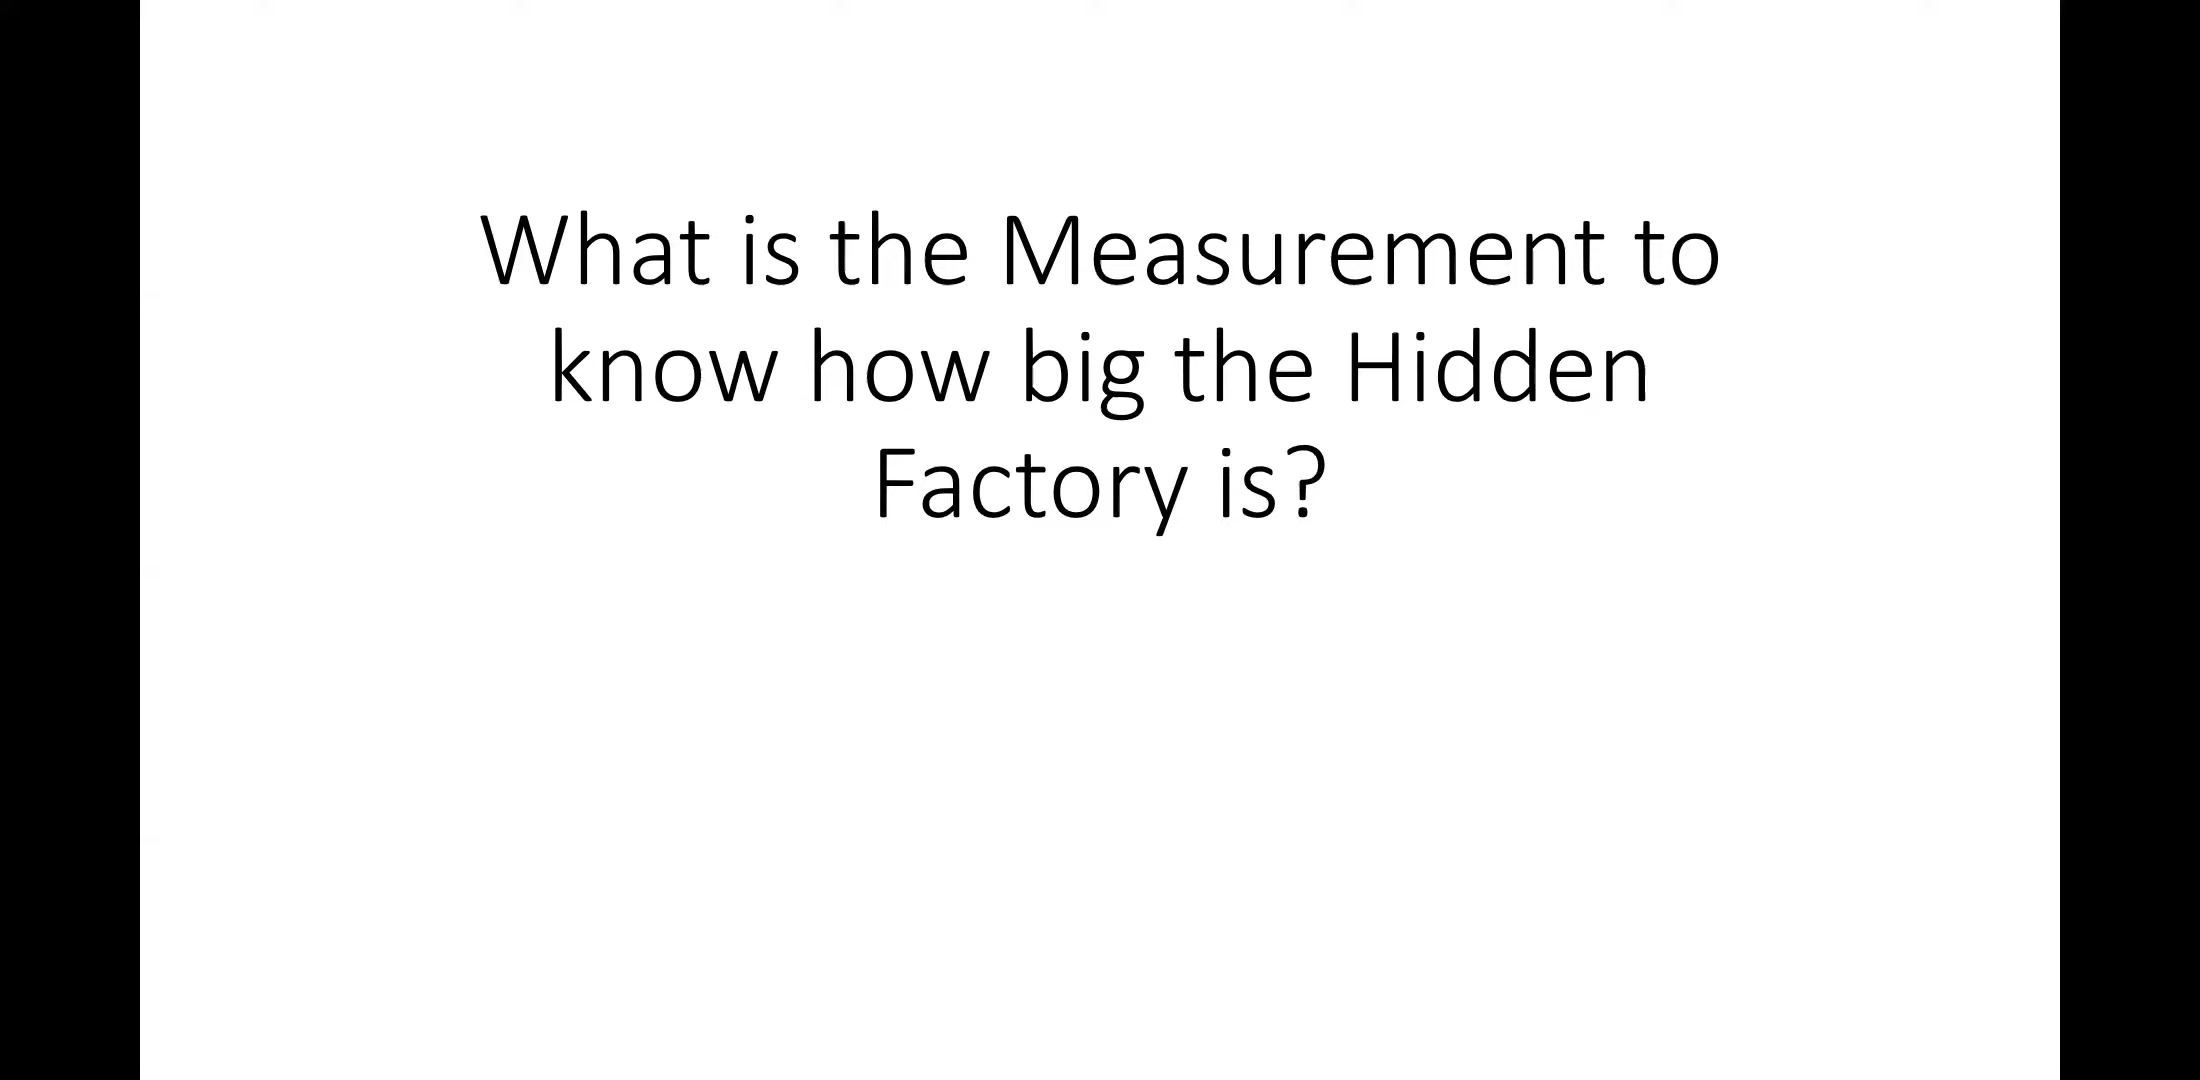 What is the Measurement to
know how big the Hidden
Factory is?